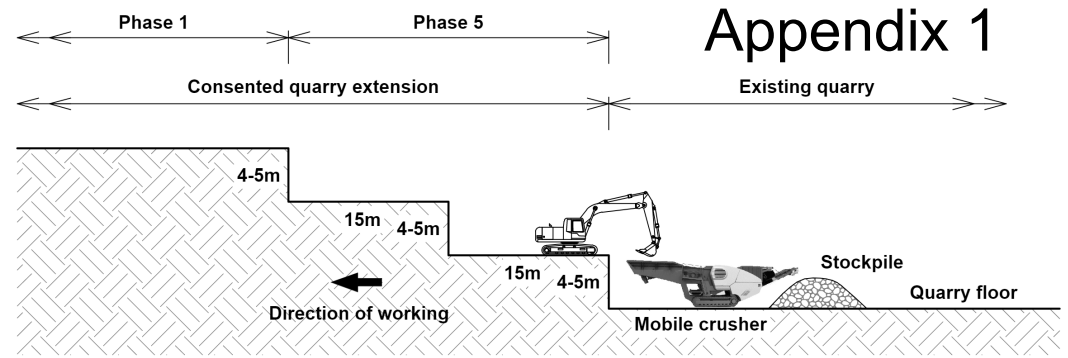 Appendix 1
Phase 1
Phase 5
Consented quarry extension
Existing quarry
4-5m
15m
4-5m
15m
4-5m
Stockpile
Quarry floor
Direction of working
Mobile crusher